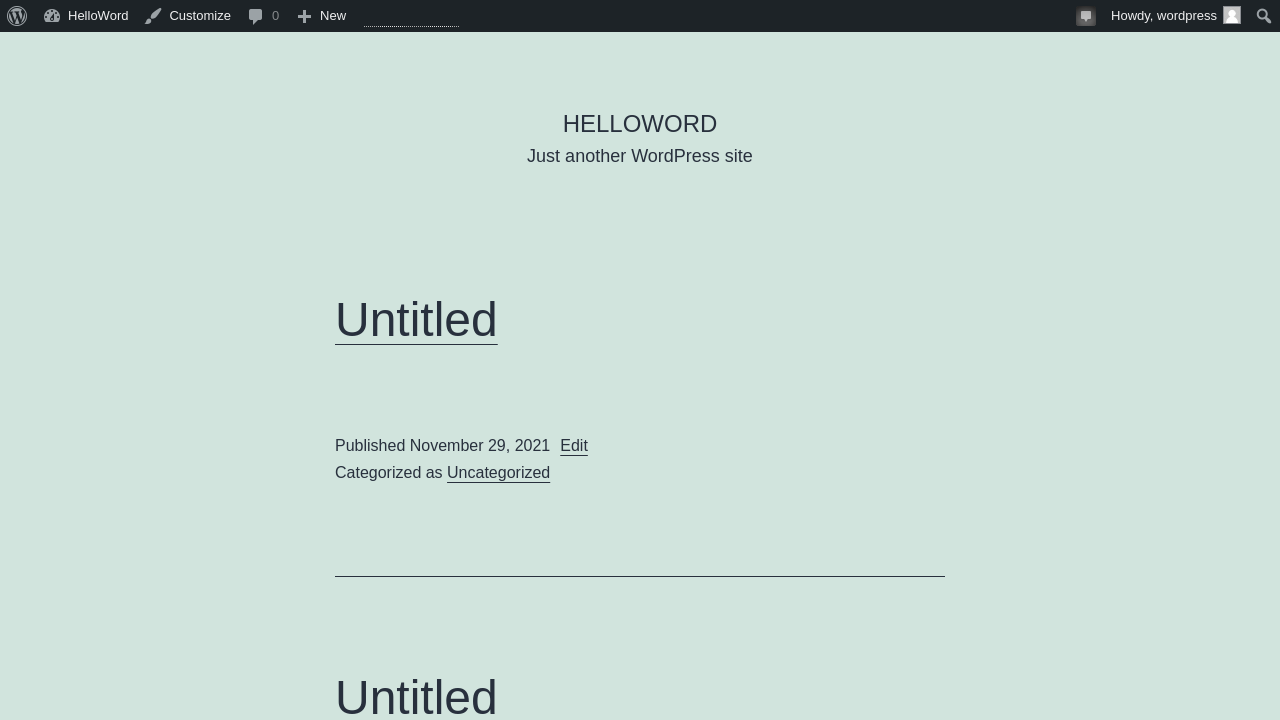 HelloWord Customize 0 New Howdy, wordpress
HELLOWORD
Just another WordPress site
Untitled
Published November 29, 2021 Edit
Categorized as Uncategorized
Untitled